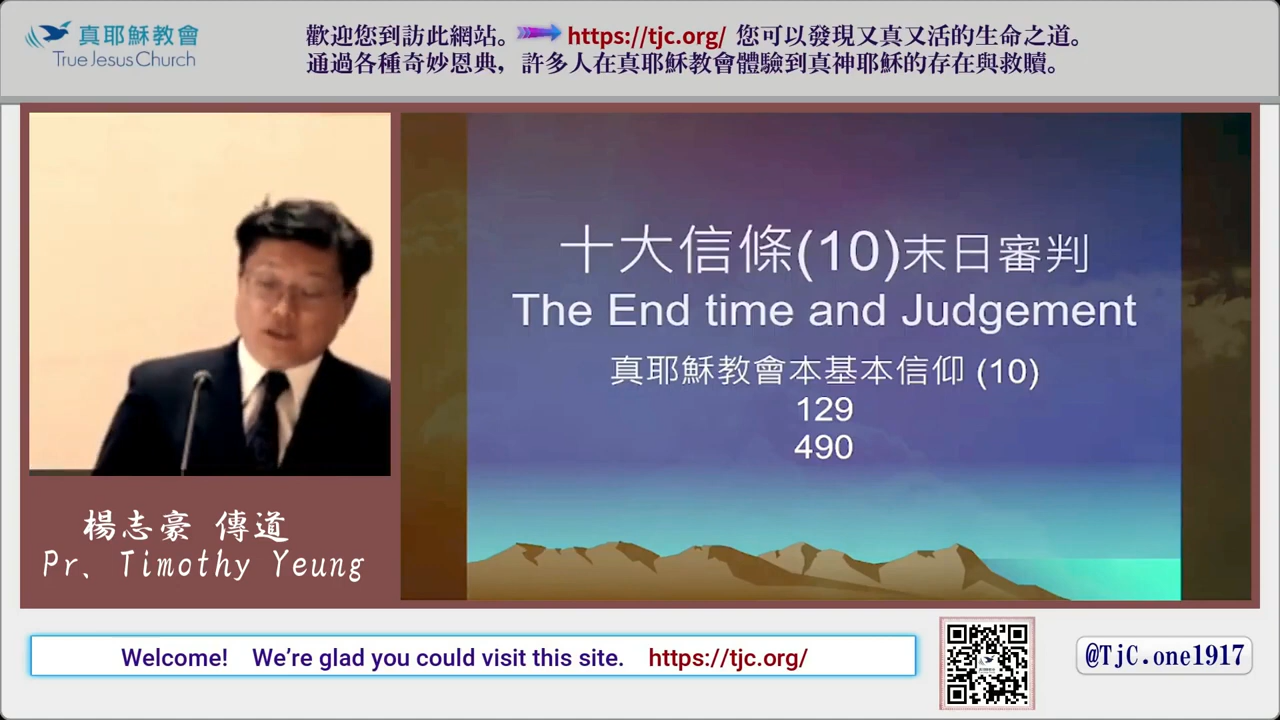 真耶穌教會
True Jesus Church
歡迎您到訪此網站。 https://tjc.org/ 您可以發現又真又活的生命之道。
通過各種奇妙恩典，許多人在真耶穌教會體驗到真神耶穌的存在與救贖。
十大信條(10)末日審判
The End time and Judgement
真耶穌教會本基本信仰 (10)
129
490
楊志豪 傳道
Pr. Timothy Yeung
Welcome! We’re glad you could visit this site. https://tjc.org/
@TjC.one1917